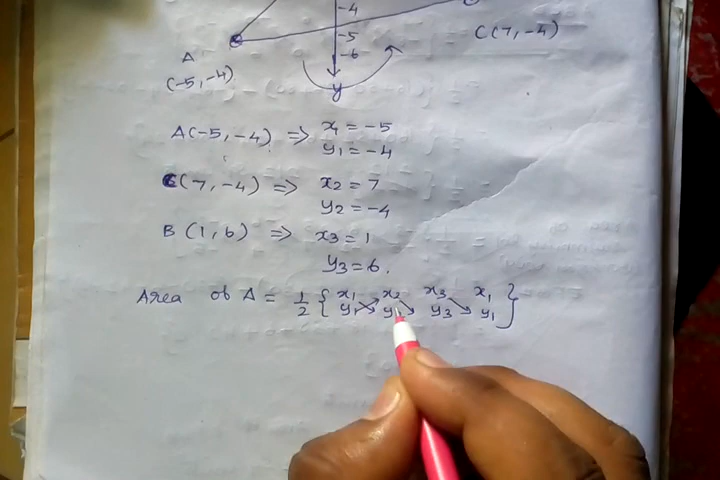 -4
-5
C(7,-4)
-6
A
(-5,-4)
y
A(-5,-4) => x1 = -5
y1 = -4
C(7,-4) => x2 = 7
y2 = -4
B (1,6) => x3 = 1
y3 = 6.
Area of Δ = 1/2 { x1 x2 x3 x1
y1 y3 y1 }